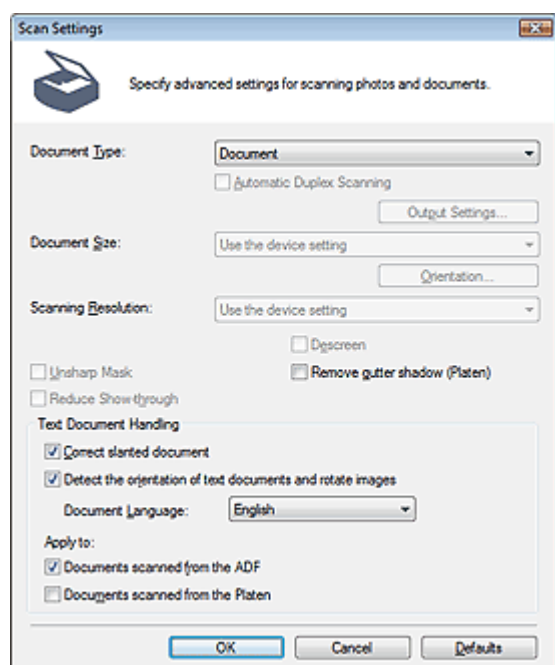 Scan Settings
Specify advanced settings for scanning photos and documents.
Document Type: Document
Automatic Duplex Scanning
Output Settings...
Document Size: Use the device setting
Orientation...
Scanning Resolution: Use the device setting
Descreen
Unsharp Mask Remove gutter shadow (Platen)
Reduce Show-through
Text Document Handling
Correct slanted document
Detect the orientation of text documents and rotate images
Document Language: English
Apply to:
Documents scanned from the ADF
Documents scanned from the Platen
OK Cancel Defaults